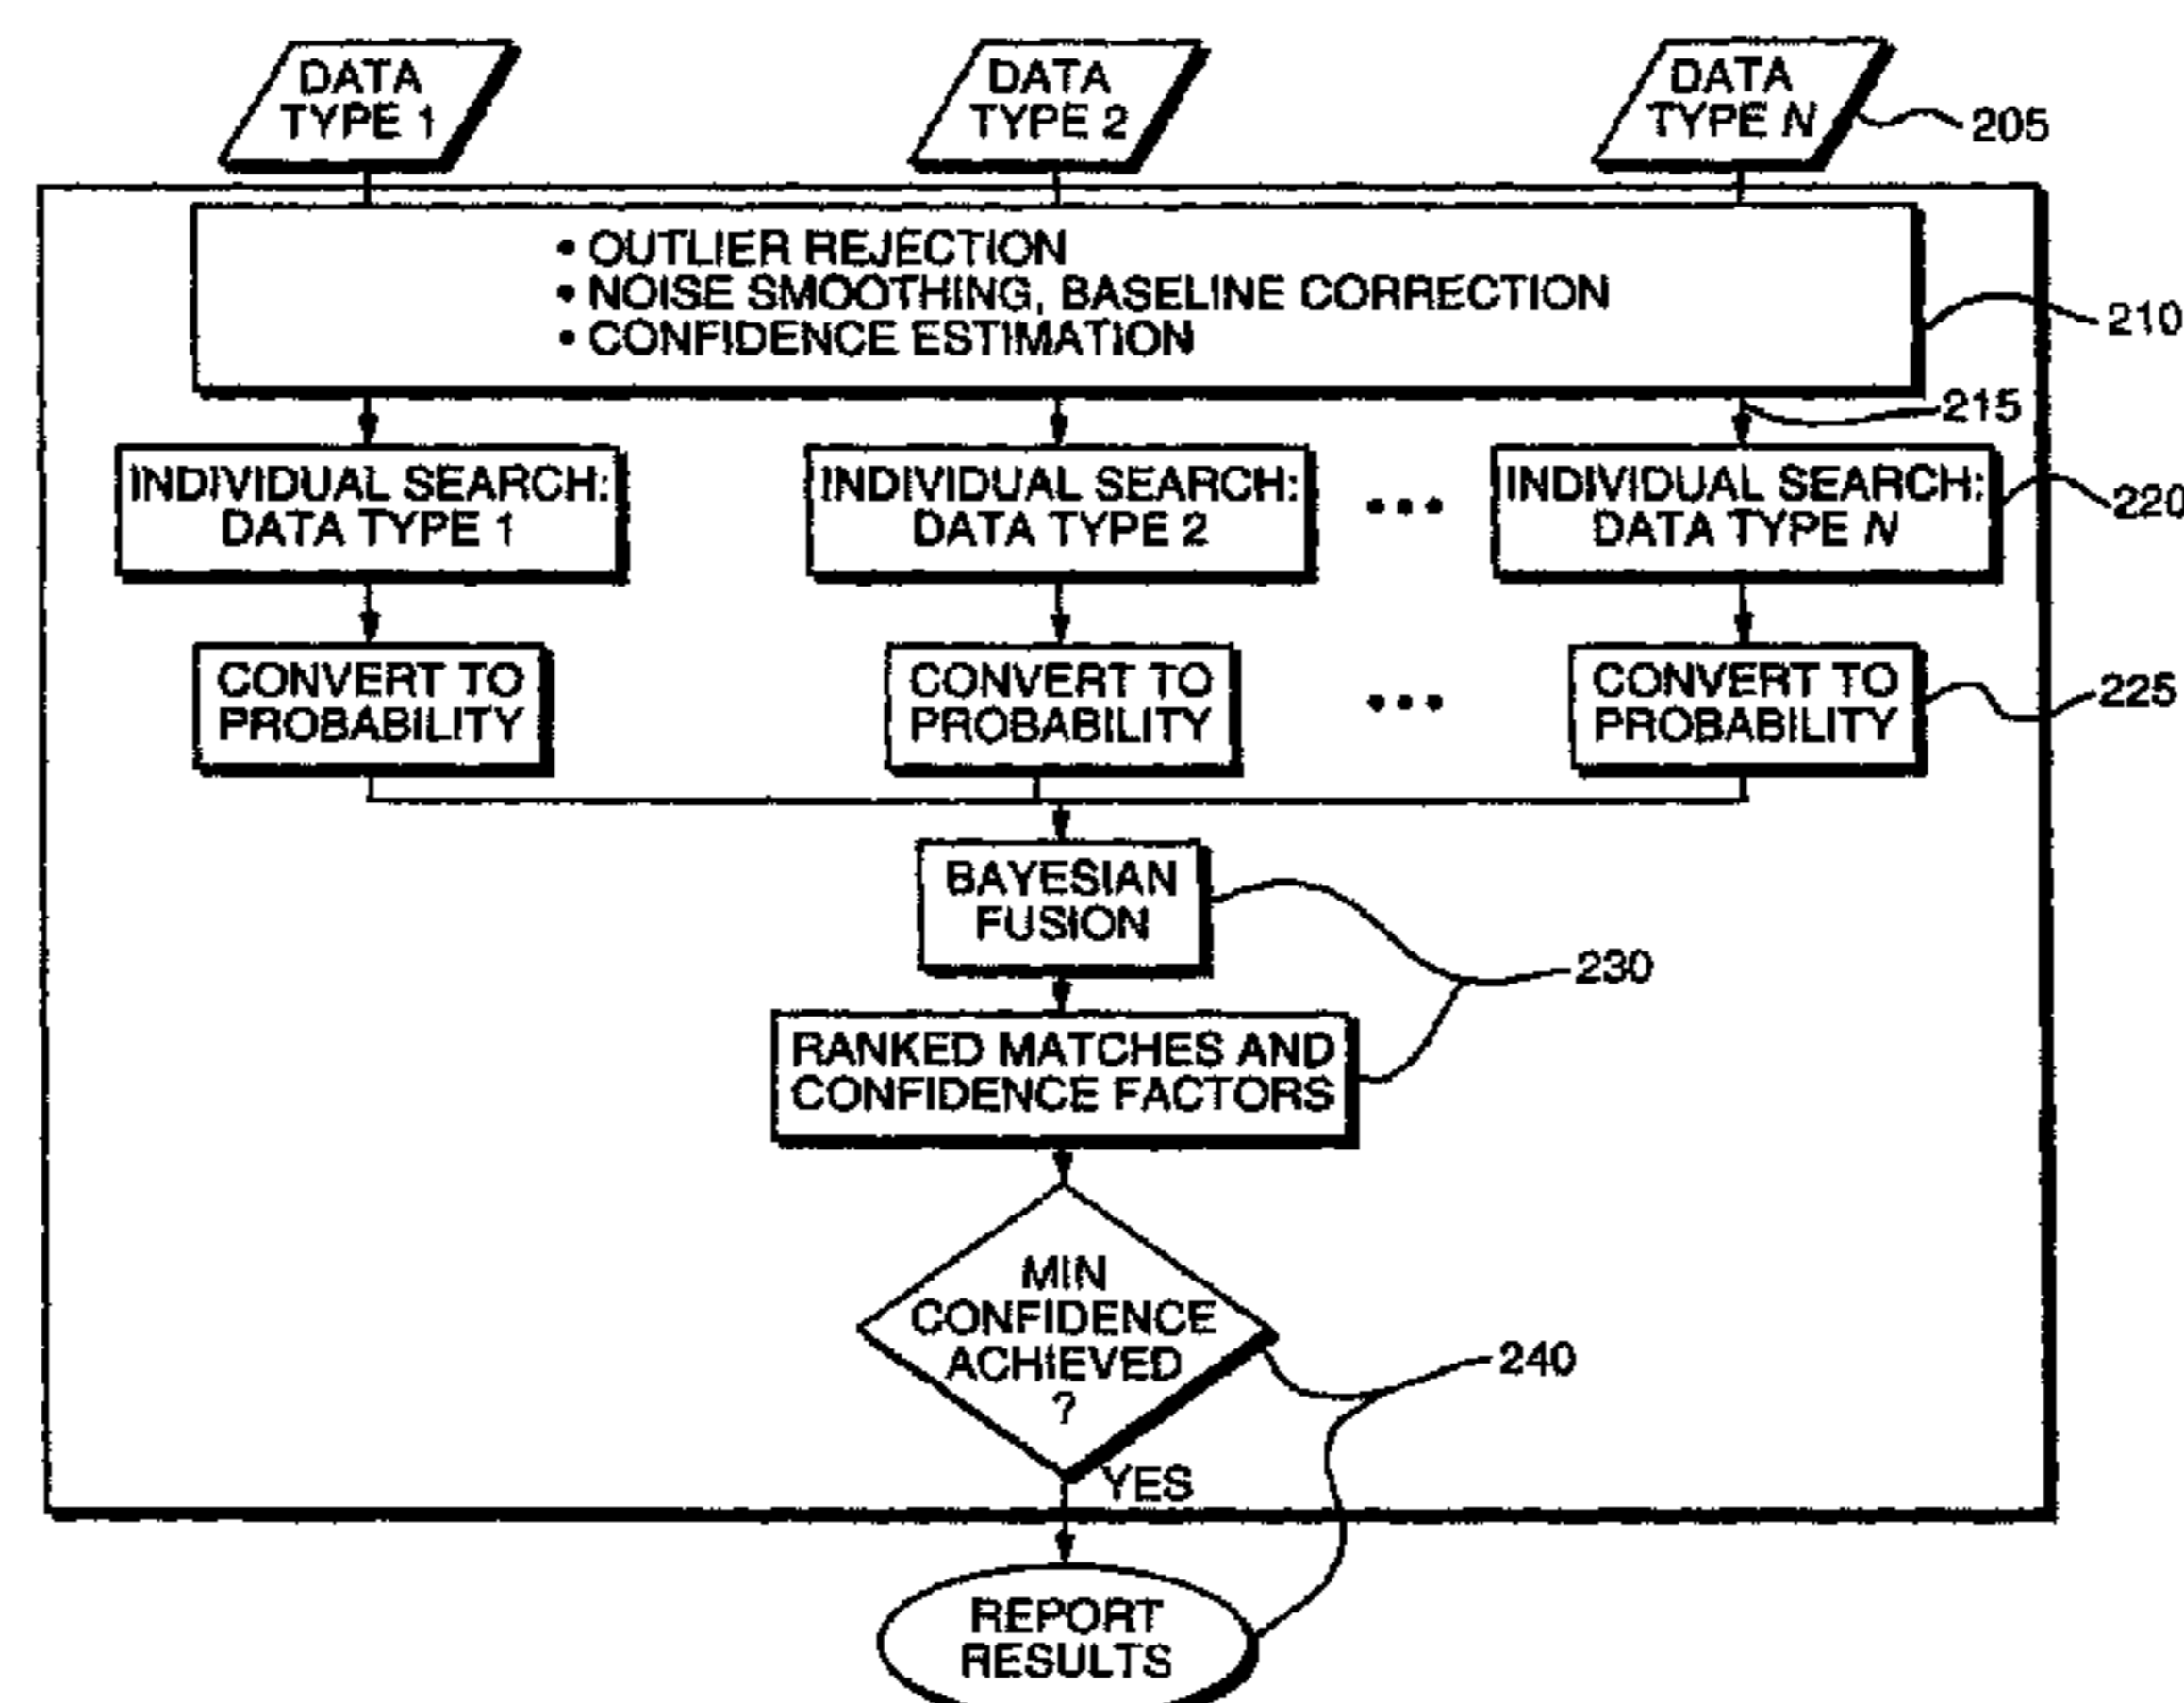 DATA
TYPE 1
DATA
TYPE 2
DATA
TYPE N
205
• OUTLIER REJECTION
• NOISE SMOOTHING, BASELINE CORRECTION
• CONFIDENCE ESTIMATION
210
215
INDIVIDUAL SEARCH:
DATA TYPE 1
INDIVIDUAL SEARCH:
DATA TYPE 2
•••
INDIVIDUAL SEARCH:
DATA TYPE N
220
CONVERT TO
PROBABILITY
CONVERT TO
PROBABILITY
•••
CONVERT TO
PROBABILITY
225
BAYESIAN
FUSION
230
RANKED MATCHES AND
CONFIDENCE FACTORS
MIN
CONFIDENCE
ACHIEVED
?
240
YES
REPORT
RESULTS